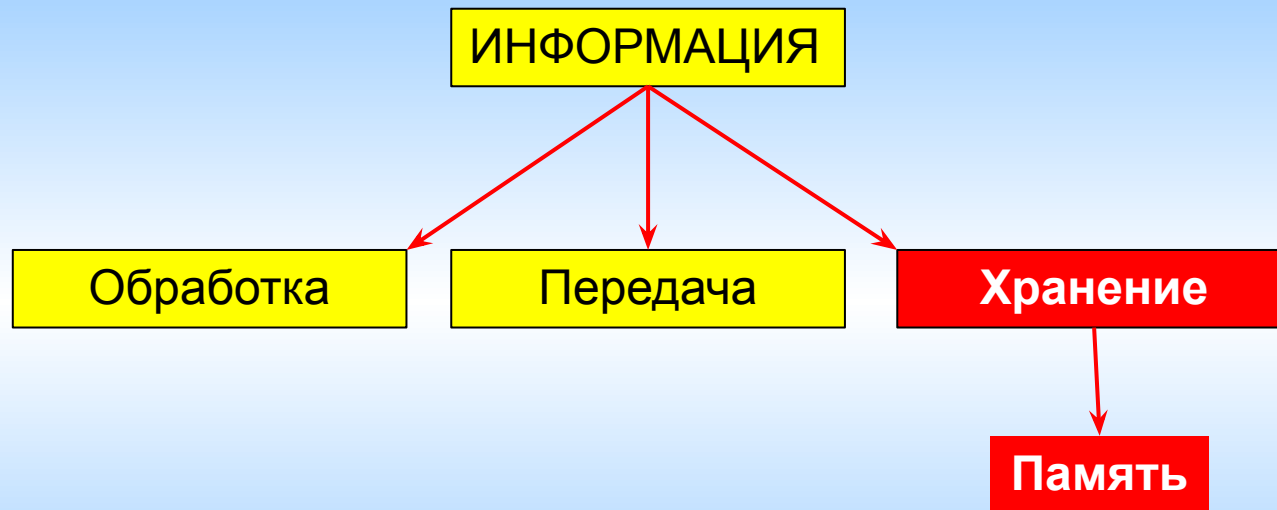 ИНФОРМАЦИЯ
Обработка
Передача
Хранение
Память